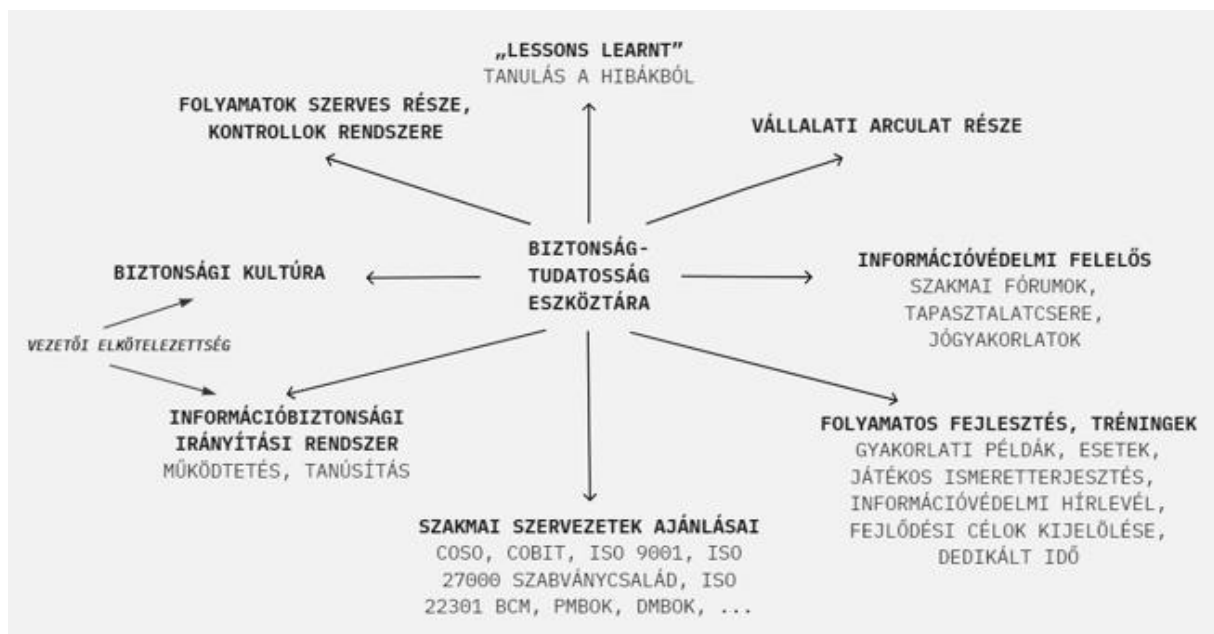 „LESSONS LEARNT”
TANULÁS A HIBÁKBÓL
FOLYAMATOK SZERVES RÉSZE,
KONTROLLOK RENDSZERE
VÁLLALATI ARCULAT RÉSZE
BIZTONSÁG-
TUDATOSSÁG
ESZKÖZTÁRA
BIZTONSÁGI KULTÚRA
INFORMÁCIÓVÉDELMI FELELŐS
SZAKMAI FÓRUMOK,
TAPASZTALATCSERE,
JÓGYAKORLATOK
VEZETŐI ELKÖTELEZETTSÉG
INFORMÁCIÓBIZTONSÁGI
IRÁNYÍTÁSI RENDSZER
MŰKÖDTETÉS, TANÚSÍTÁS
FOLYAMATOS FEJLESZTÉS, TRÉNINGEK
GYAKORLATI PÉLDÁK, ESETEK,
JÁTÉKOS ISMERETTERJESZTÉS,
INFORMÁCIÓVÉDELMI HÍRLEVÉL,
FEJLŐDÉSI CÉLOK KIJELÖLÉSE,
DEDIKÁLT IDŐ
SZAKMAI SZERVEZETEK AJÁNLÁSAI
COSO, COBIT, ISO 9001, ISO
27000 SZABVÁNYCSALÁD, ISO
22301 BCM, PMBOK, DMBOK, ...